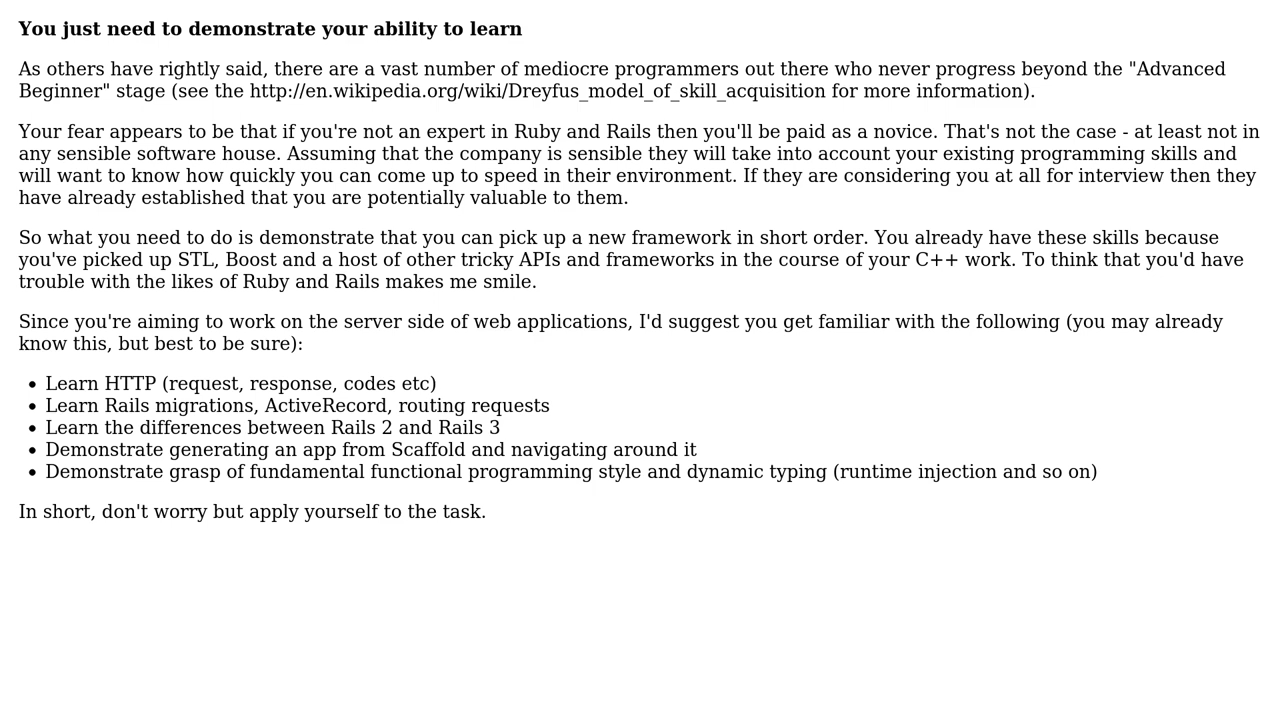 You just need to demonstrate your ability to learn
As others have rightly said, there are a vast number of mediocre programmers out there who never progress beyond the "Advanced
Beginner" stage (see the http://en.wikipedia.org/wiki/Dreyfus_model_of_skill_acquisition for more information).
Your fear appears to be that if you're not an expert in Ruby and Rails then you'll be paid as a novice. That's not the case - at least not in
any sensible software house. Assuming that the company is sensible they will take into account your existing programming skills and
will want to know how quickly you can come up to speed in their environment. If they are considering you at all for interview then they
have already established that you are potentially valuable to them.
So what you need to do is demonstrate that you can pick up a new framework in short order. You already have these skills because
you've picked up STL, Boost and a host of other tricky APIs and frameworks in the course of your C++ work. To think that you'd have
trouble with the likes of Ruby and Rails makes me smile.
Since you're aiming to work on the server side of web applications, I'd suggest you get familiar with the following (you may already
know this, but best to be sure):
• Learn HTTP (request, response, codes etc)
• Learn Rails migrations, ActiveRecord, routing requests
• Learn the differences between Rails 2 and Rails 3
• Demonstrate generating an app from Scaffold and navigating around it
• Demonstrate grasp of fundamental functional programming style and dynamic typing (runtime injection and so on)
In short, don't worry but apply yourself to the task.